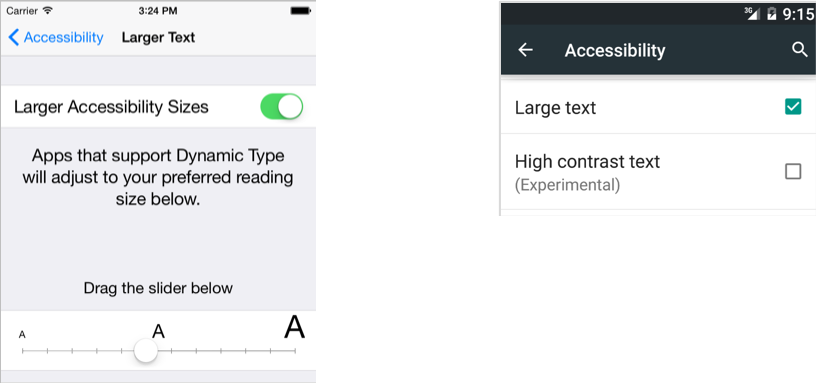 Carrier 3:24 PM
Accessibility Larger Text
Larger Accessibility Sizes
Apps that support Dynamic Type
will adjust to your preferred reading
size below.
Drag the slider below
A A A
3G 9:15
Accessibility
Large text
High contrast text
(Experimental)